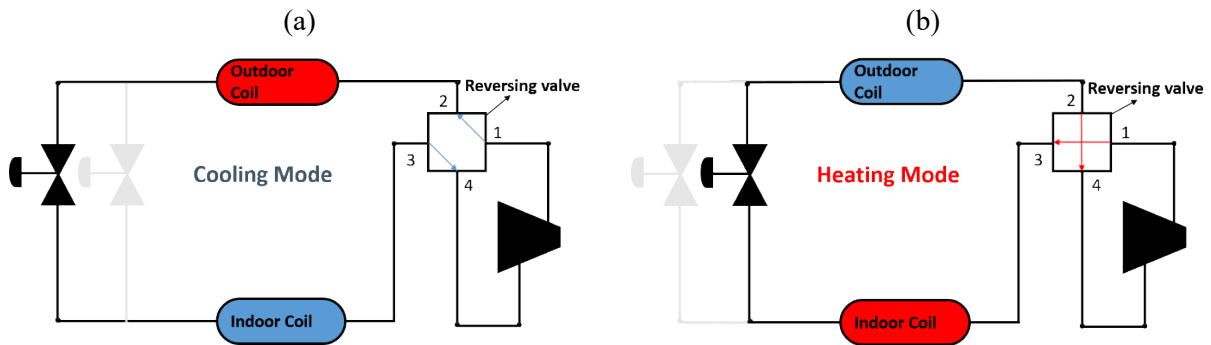 (a)
Outdoor
Coil
Reversing valve
2
1
3
4
Cooling Mode
Indoor Coil
(b)
Outdoor
Coil
Reversing valve
2
1
3
4
Heating Mode
Indoor Coil